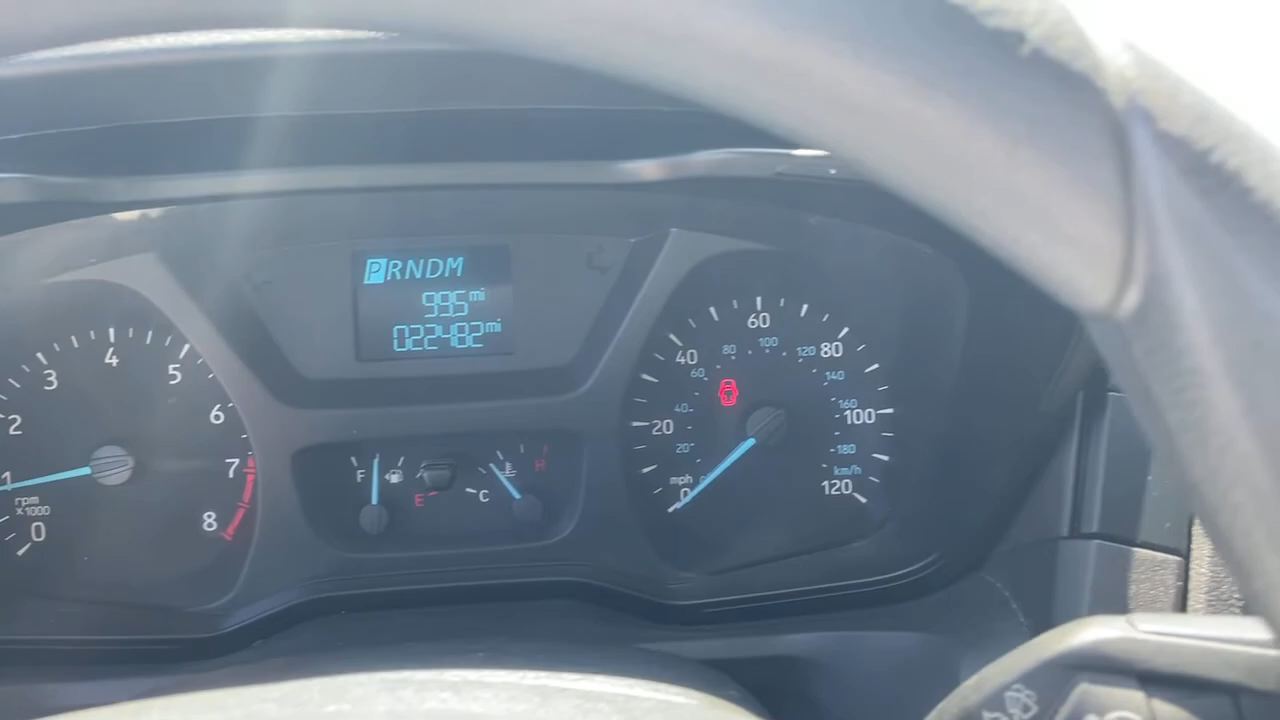 PRNDM
99.5 mi
022482 mi
1 2 3 4 5 6 7 8
rpm
x1000
0
F
E
C
H
0 20 40 60 80 100 120
mph
20 40 60 80 100 120 140 160 180
km/h